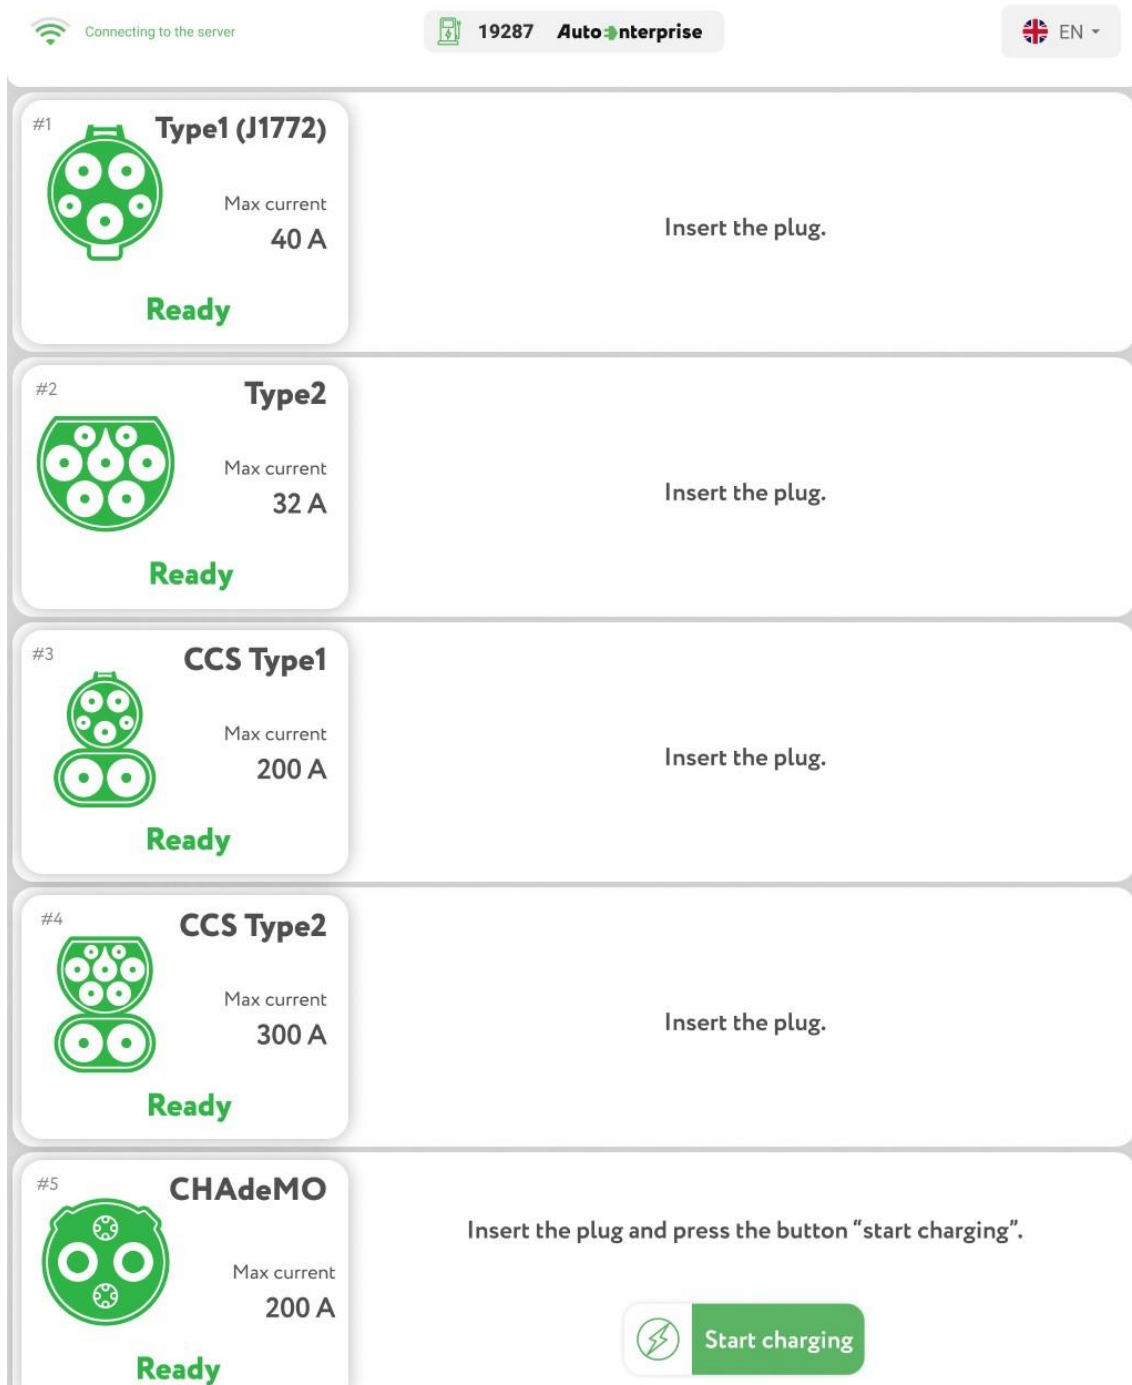 Connecting to the server
19287 Auto nterprise
EN
#1
Type1 (J1772)
Max current
40 A
Ready
Insert the plug.
#2
Type2
Max current
32 A
Ready
Insert the plug.
#3
CCS Type1
Max current
200 A
Ready
Insert the plug.
#4
CCS Type2
Max current
300 A
Ready
Insert the plug.
#5
CHAdeMO
Max current
200 A
Ready
Insert the plug and press the button “start charging”.
Start charging